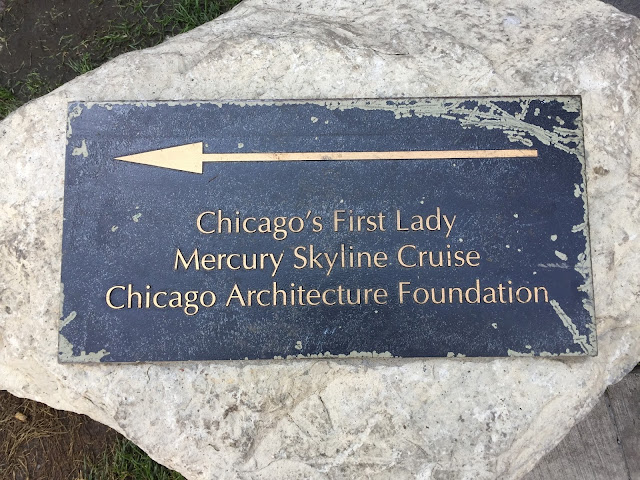 Chicago's First Lady
Mercury Skyline Cruise
Chicago Architecture Foundation